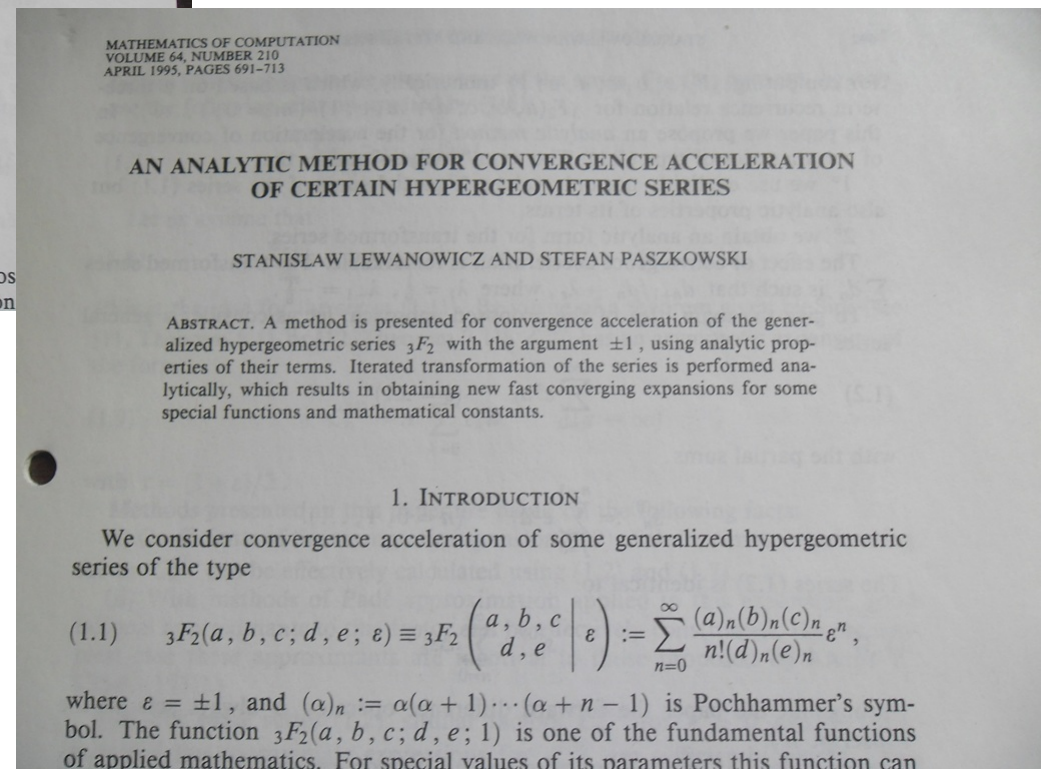 MATHEMATICS OF COMPUTATION
VOLUME 64, NUMBER 210
APRIL 1995, PAGES 691–713
AN ANALYTIC METHOD FOR CONVERGENCE ACCELERATION
OF CERTAIN HYPERGEOMETRIC SERIES
os
on
STANISLAW LEWANOWICZ AND STEFAN PASZKOWSKI
ABSTRACT. A method is presented for convergence acceleration of the gener-
alized hypergeometric series ₃F₂ with the argument ±1, using analytic prop-
erties of their terms. Iterated transformation of the series is performed ana-
lytically, which results in obtaining new fast converging expansions for some
special functions and mathematical constants.
1. INTRODUCTION
We consider convergence acceleration of some generalized hypergeometric
series of the type
(1.1) ₃F₂(a, b, c; d, e; ε) ≡ ₃F₂(a, b, c d, e | ε) := ∑_{n=0}^{∞} (a)ₙ(b)ₙ(c)ₙ / n!(d)ₙ(e)ₙ εⁿ,
where ε = ±1, and (α)ₙ := α(α + 1)⋯(α + n − 1) is Pochhammer's sym-
bol. The function ₃F₂(a, b, c; d, e; 1) is one of the fundamental functions
of applied mathematics. For special values of its parameters this function can